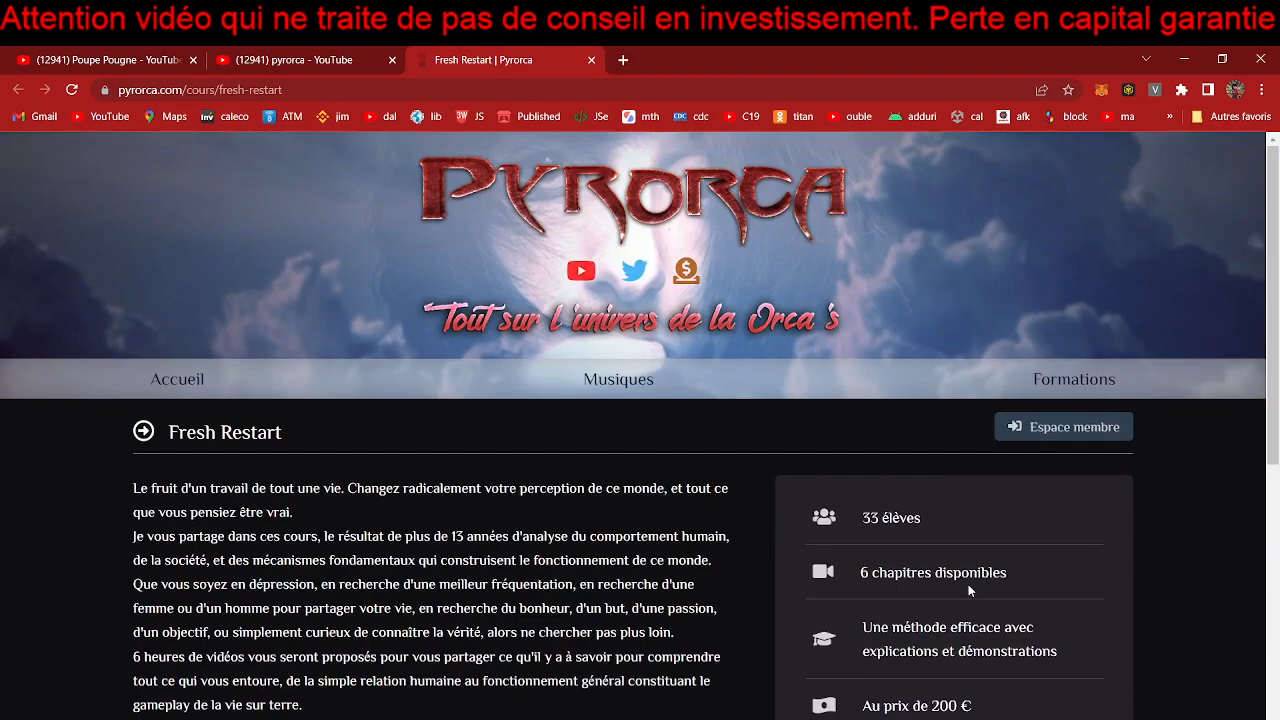 Attention vidéo qui ne traite de pas de conseil en investissement. Perte en capital garantie
(12941) Poupe Pougne - YouTub
(12941) pyrorca - YouTube
Fresh Restart | Pyrorca
pyrorca.com/cours/fresh-restart
Gmail YouTube Maps caleco ATM jim dal lib JS Published JSe mth cdc C19 titan ouble adduri cal afk block ma » Autres favoris
PYRORCA
Tout sur l'univers de la Orca's
Accueil Musiques Formations
Fresh Restart
Espace membre
Le fruit d'un travail de tout une vie. Changez radicalement votre perception de ce monde, et tout ce
que vous pensiez être vrai.
Je vous partage dans ces cours, le résultat de plus de 13 années d'analyse du comportement humain,
de la société, et des mécanismes fondamentaux qui construisent le fonctionnement de ce monde.
Que vous soyez en dépression, en recherche d'une meilleur fréquentation, en recherche d'une
femme ou d'un homme pour partager votre vie, en recherche du bonheur, d'un but, d'une passion,
d'un objectif, ou simplement curieux de connaître la vérité, alors ne chercher pas plus loin.
6 heures de vidéos vous seront proposés pour vous partager ce qu'il y a à savoir pour comprendre
tout ce qui vous entoure, de la simple relation humaine au fonctionnement général constituant le
gameplay de la vie sur terre.
33 élèves
6 chapitres disponibles
Une méthode efficace avec
explications et démonstrations
Au prix de 200 €